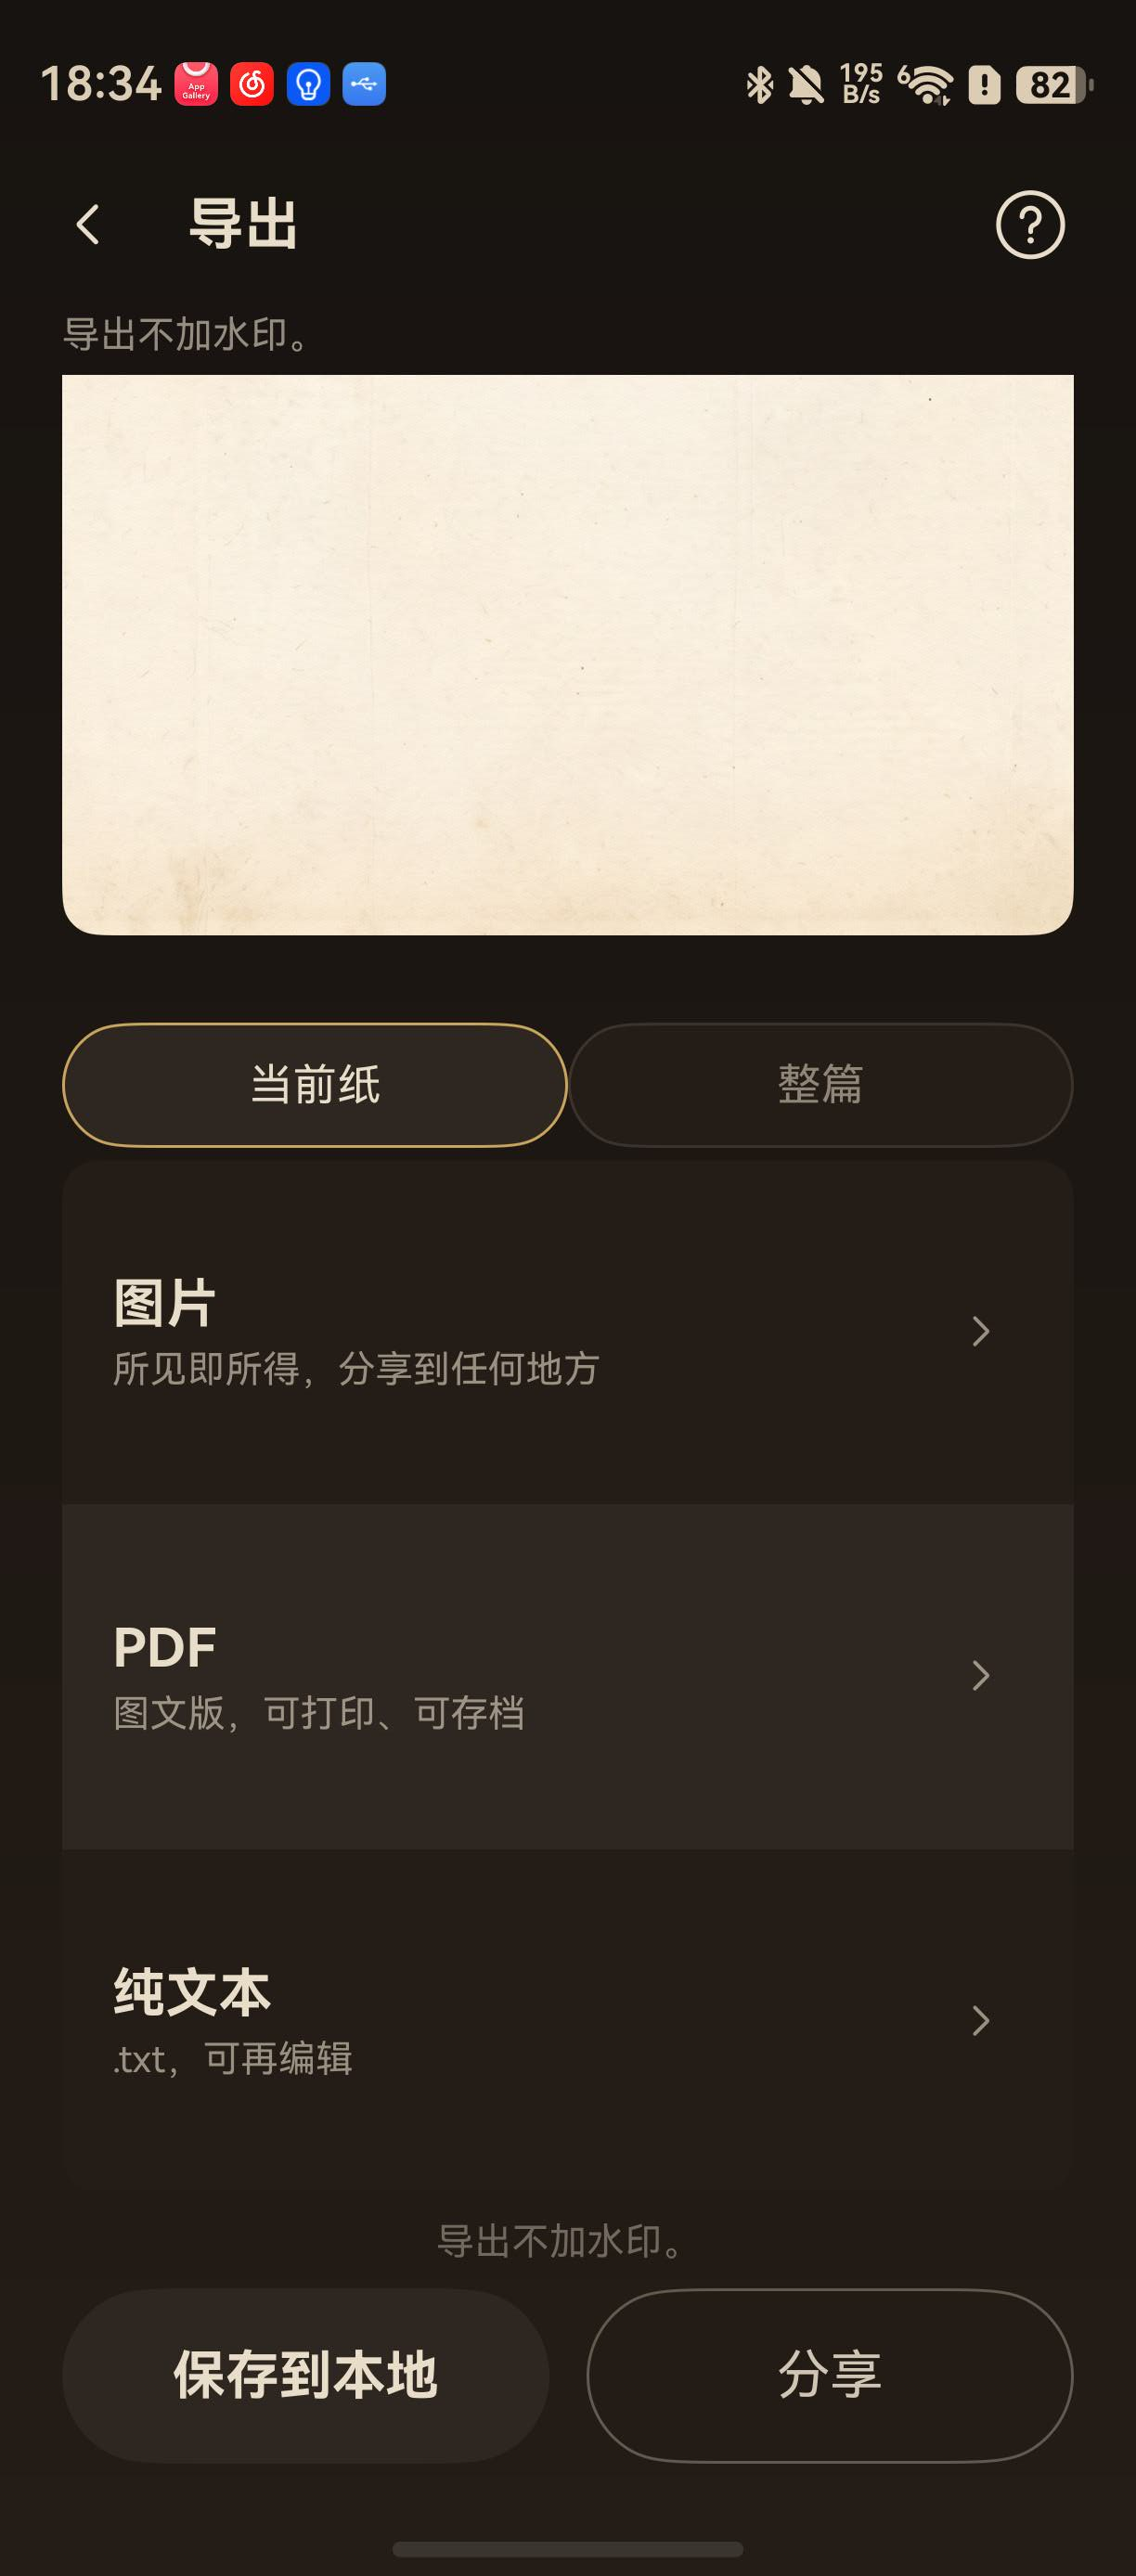 18:34
App
Gallery
195
B/s
6
82
导出
导出不加水印。
当前纸
整篇
图片
所见即所得，分享到任何地方
PDF
图文版，可打印、可存档
纯文本
.txt，可再编辑
导出不加水印。
保存到本地
分享